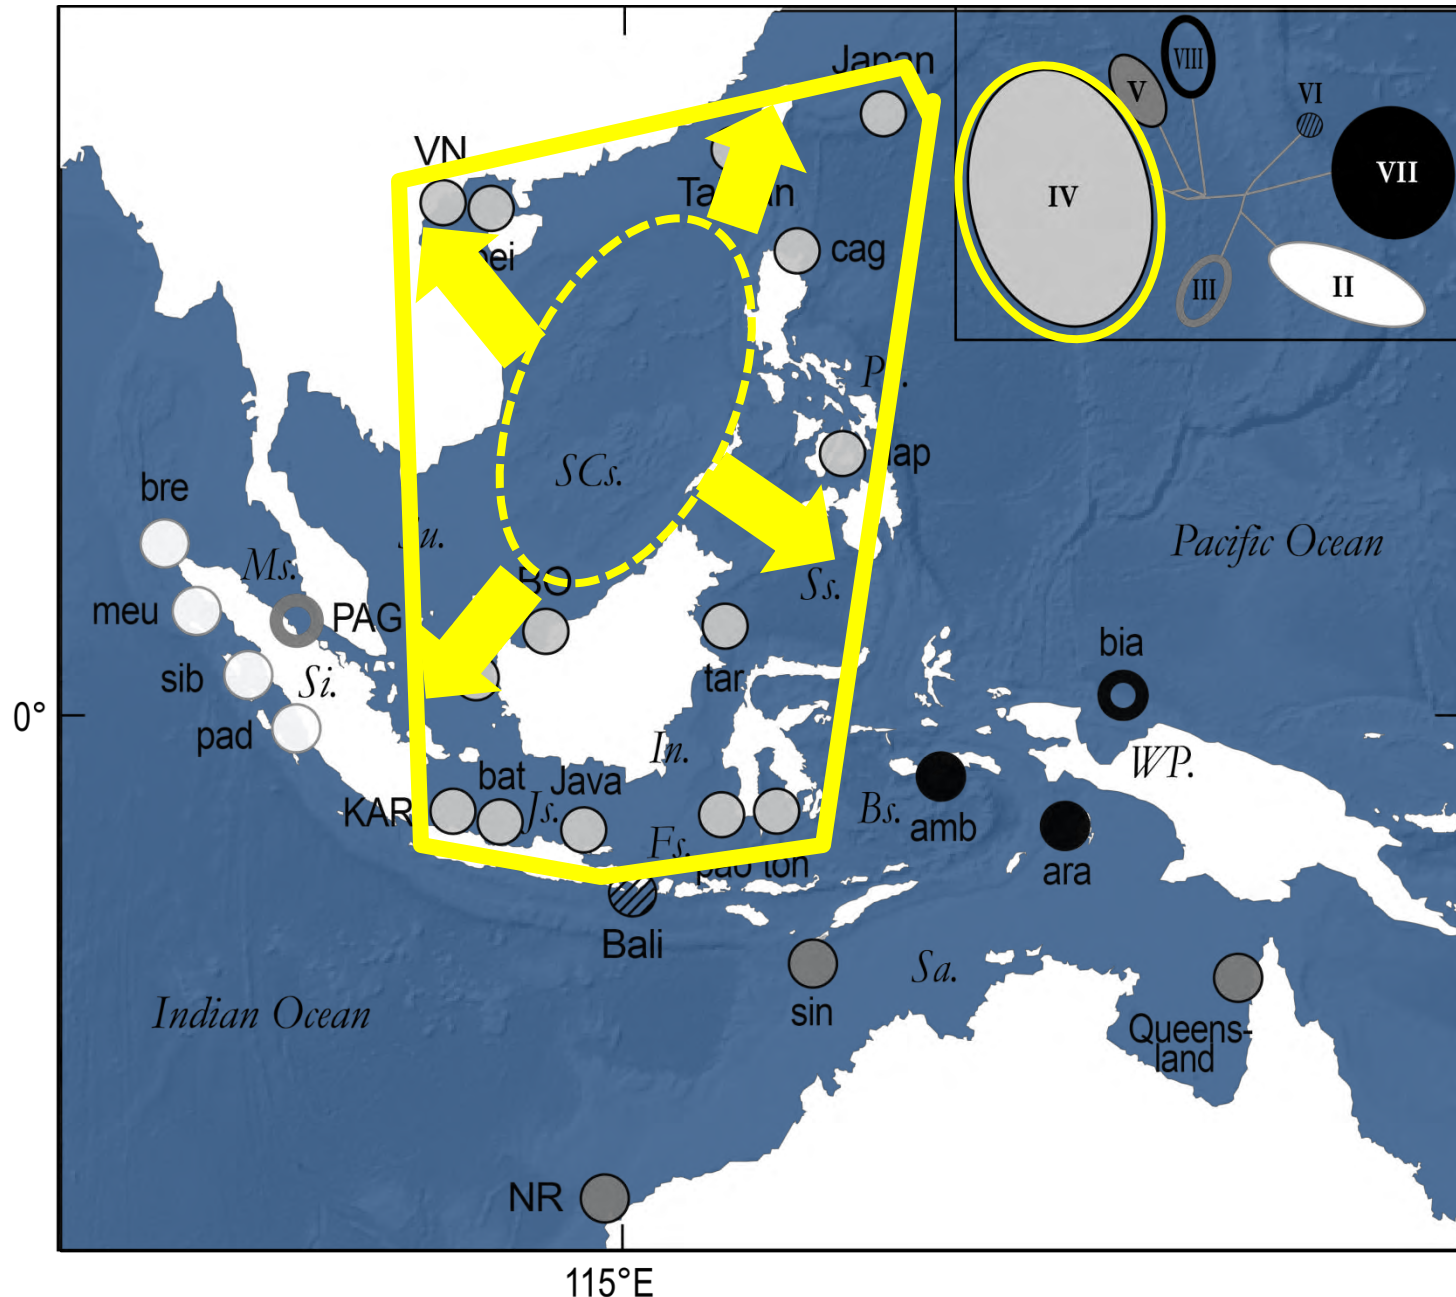 Japan
VIII
V
VI
VN
IV
VII
cag
III
II
SCs.
bre
Pacific Ocean
Ms.
Ss.
meu
PAG
BO
bia
sib
Si.
tar
0°
pad
In.
WP.
bat
Java
KAR
Js.
Bs.
amb
Fs.
ara
pao ton
Bali
Sa.
Indian Ocean
sin
Queens-
land
NR
115°E